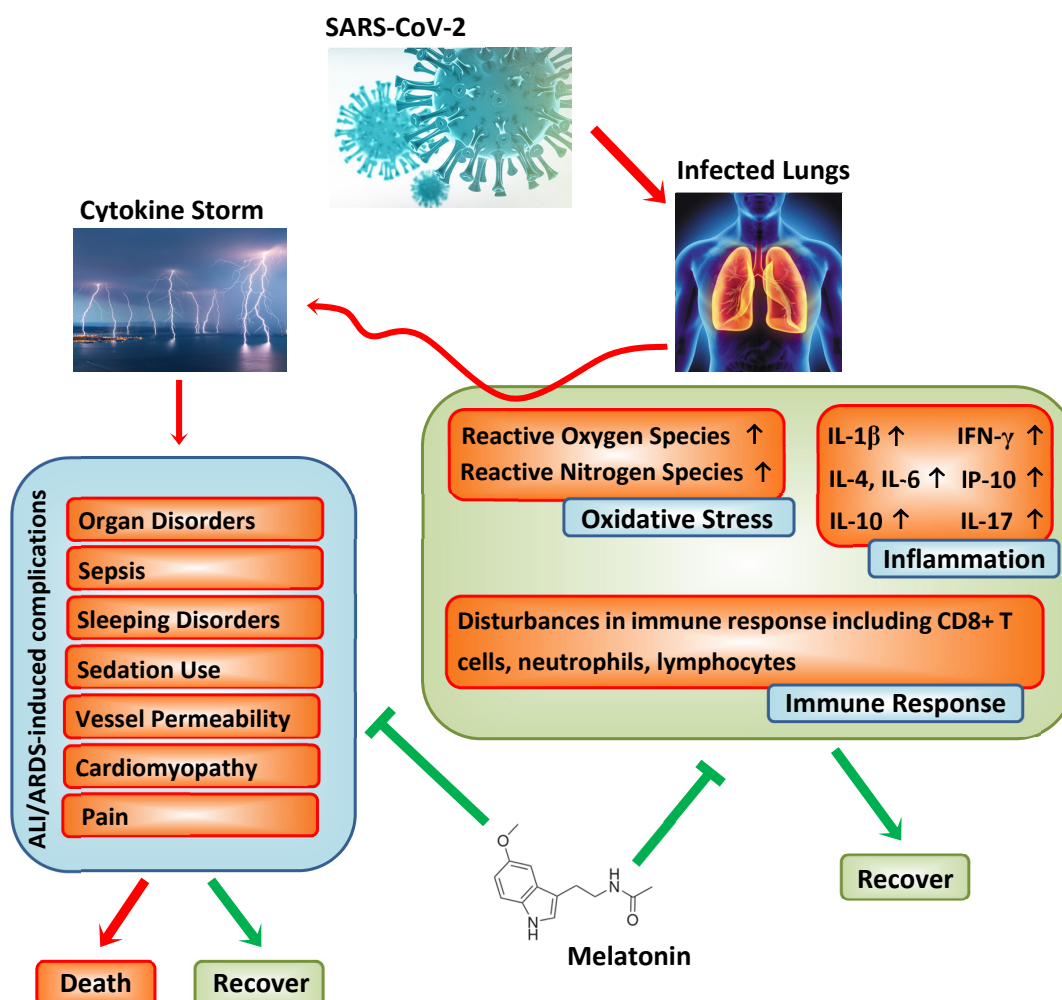 SARS-CoV-2
Infected Lungs
Cytokine Storm
Reactive Oxygen Species ↑
Reactive Nitrogen Species ↑
Oxidative Stress
IL-1β ↑ IFN-γ ↑
IL-4, IL-6 ↑ IP-10 ↑
IL-10 ↑ IL-17 ↑
Inflammation
Disturbances in immune response including CD8+ T
cells, neutrophils, lymphocytes
Immune Response
ALI/ARDS-induced complications
Organ Disorders
Sepsis
Sleeping Disorders
Sedation Use
Vessel Permeability
Cardiomyopathy
Pain
Death
Recover
O
N
H
H
N
O
Melatonin
Recover